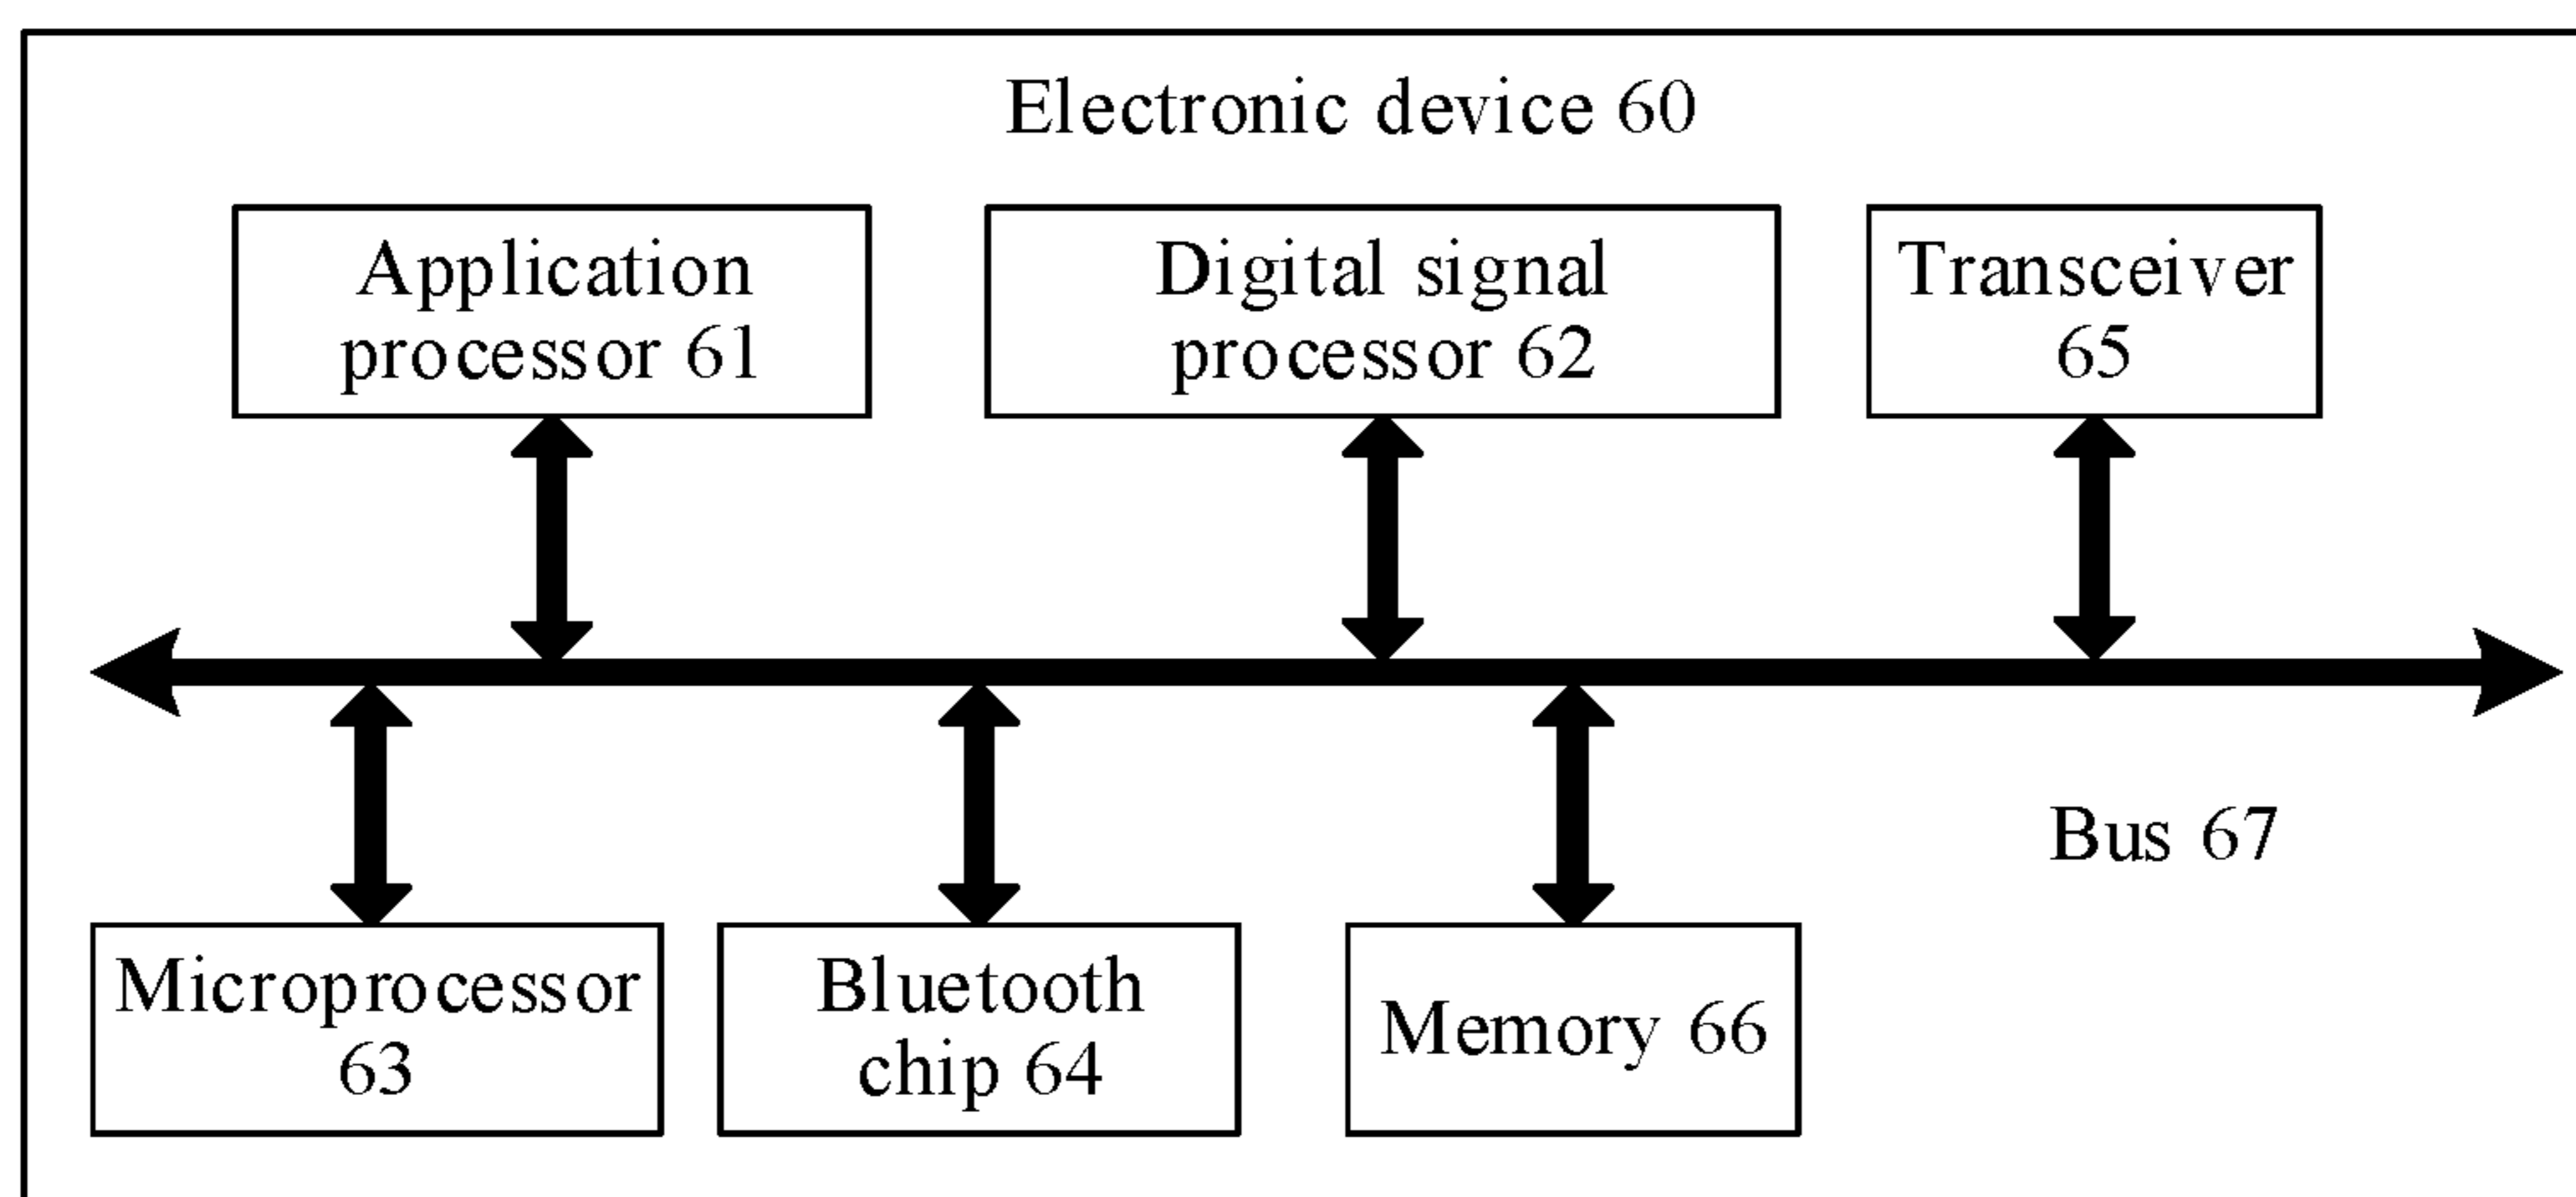 Electronic device 60
Application
processor 61
Digital signal
processor 62
Transceiver
65
Bus 67
Microprocessor
63
Bluetooth
chip 64
Memory 66